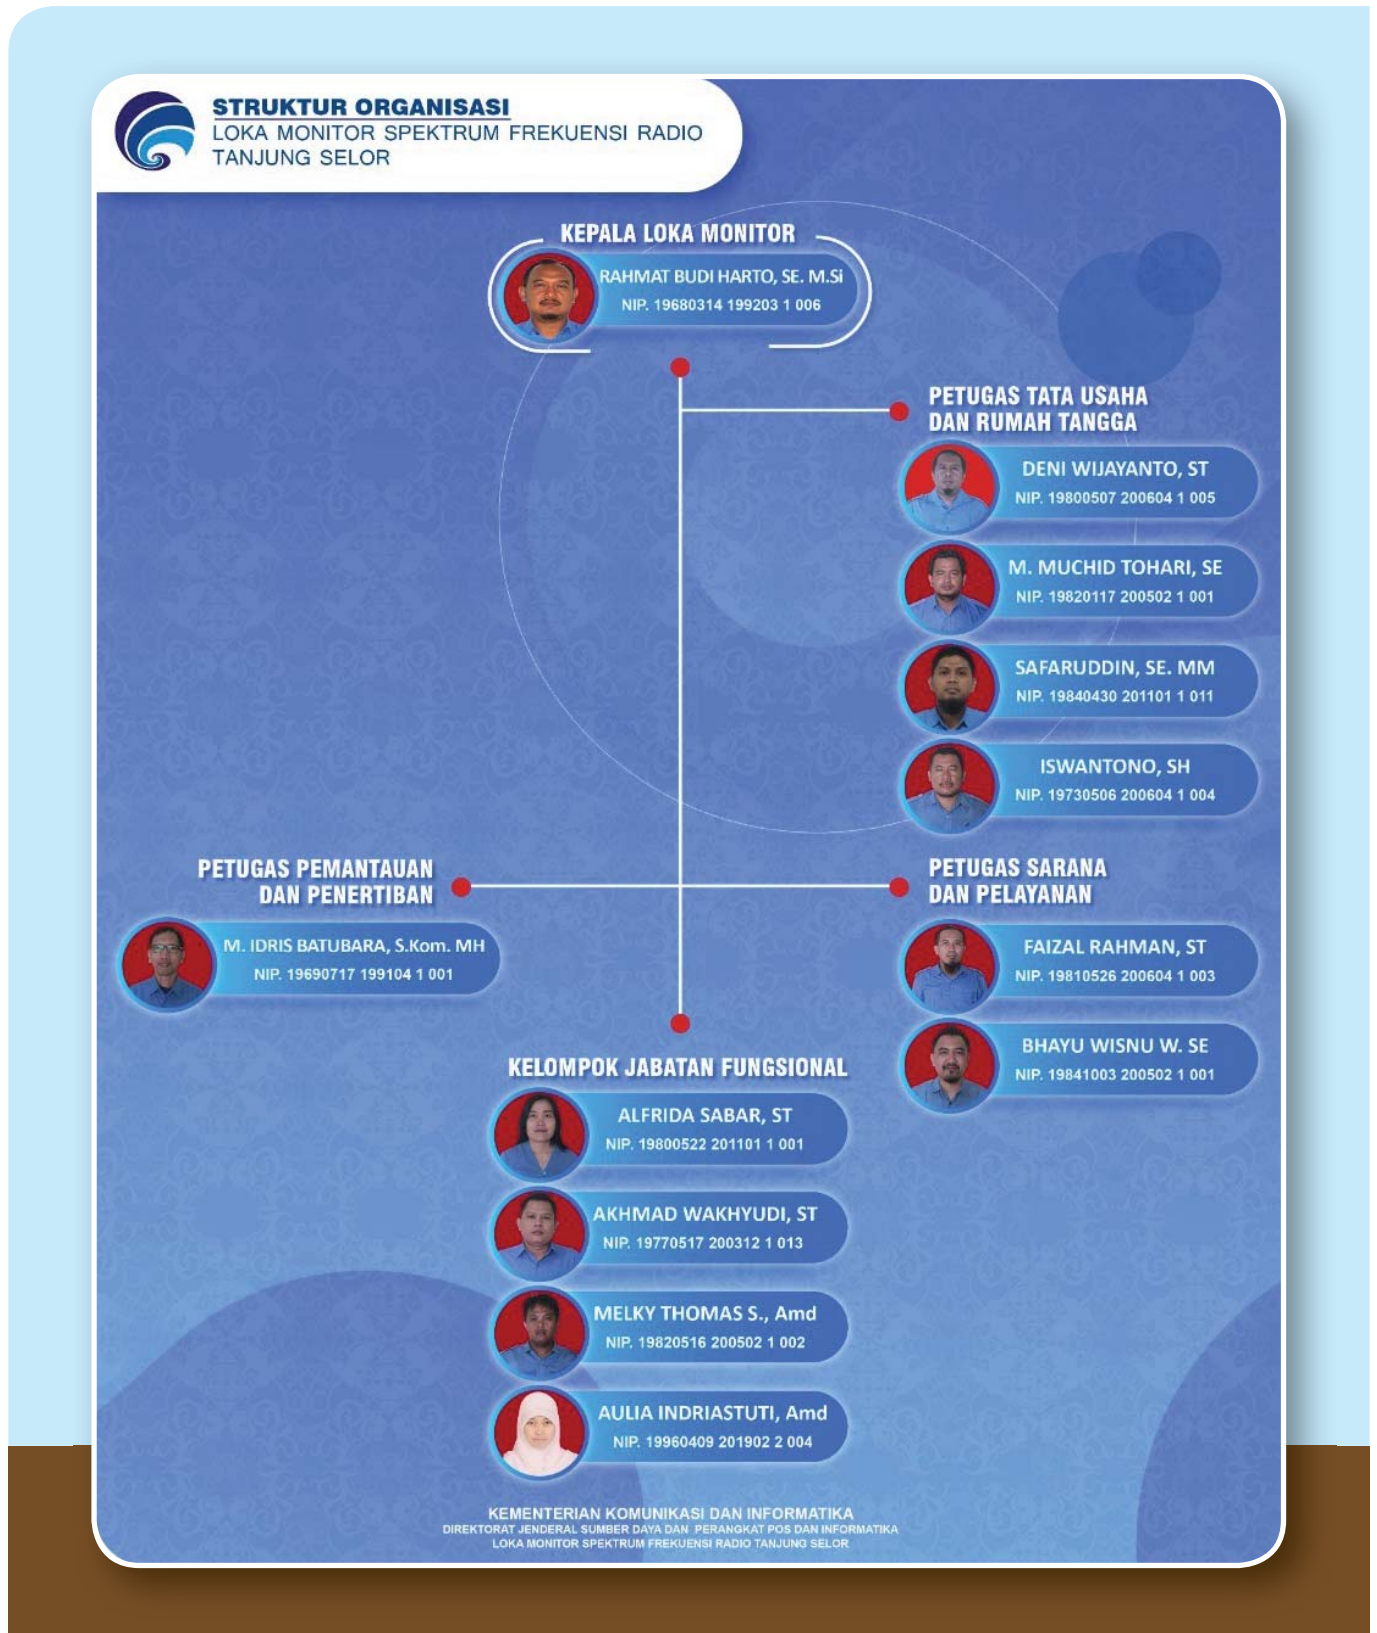 STRUKTUR ORGANISASI
LOKA MONITOR SPEKTRUM FREKUENSI RADIO
TANJUNG SELOR
KEPALA LOKA MONITOR
RAHMAT BUDI HARTO, SE. M.Si
NIP. 19680314 199203 1 006
PETUGAS TATA USAHA
DAN RUMAH TANGGA
DENI WIJAYANTO, ST
NIP. 19800507 200604 1 005
M. MUCHID TOHARI, SE
NIP. 19820117 200502 1 001
SAFARUDDIN, SE. MM
NIP. 19840430 201101 1 011
ISWANTONO, SH
NIP. 19730506 200604 1 004
PETUGAS PEMANTAUAN
DAN PENERTIBAN
M. IDRIS BATUBARA, S.Kom. MH
NIP. 19690717 199104 1 001
PETUGAS SARANA
DAN PELAYANAN
FAIZAL RAHMAN, ST
NIP. 19810526 200604 1 003
BHAYU WISNU W. SE
NIP. 19841003 200502 1 001
KELOMPOK JABATAN FUNGSIONAL
ALFRIDA SABAR, ST
NIP. 19800522 201101 1 001
AKHMAD WAKHYUDI, ST
NIP. 19770517 200312 1 013
MELKY THOMAS S., Amd
NIP. 19820516 200502 1 002
AULIA INDRIASTUTI, Amd
NIP. 19960409 201902 2 004
KEMENTERIAN KOMUNIKASI DAN INFORMATIKA
DIREKTORAT JENDERAL SUMBER DAYA DAN PERANGKAT POS DAN INFORMATIKA
LOKA MONITOR SPEKTRUM FREKUENSI RADIO TANJUNG SELOR